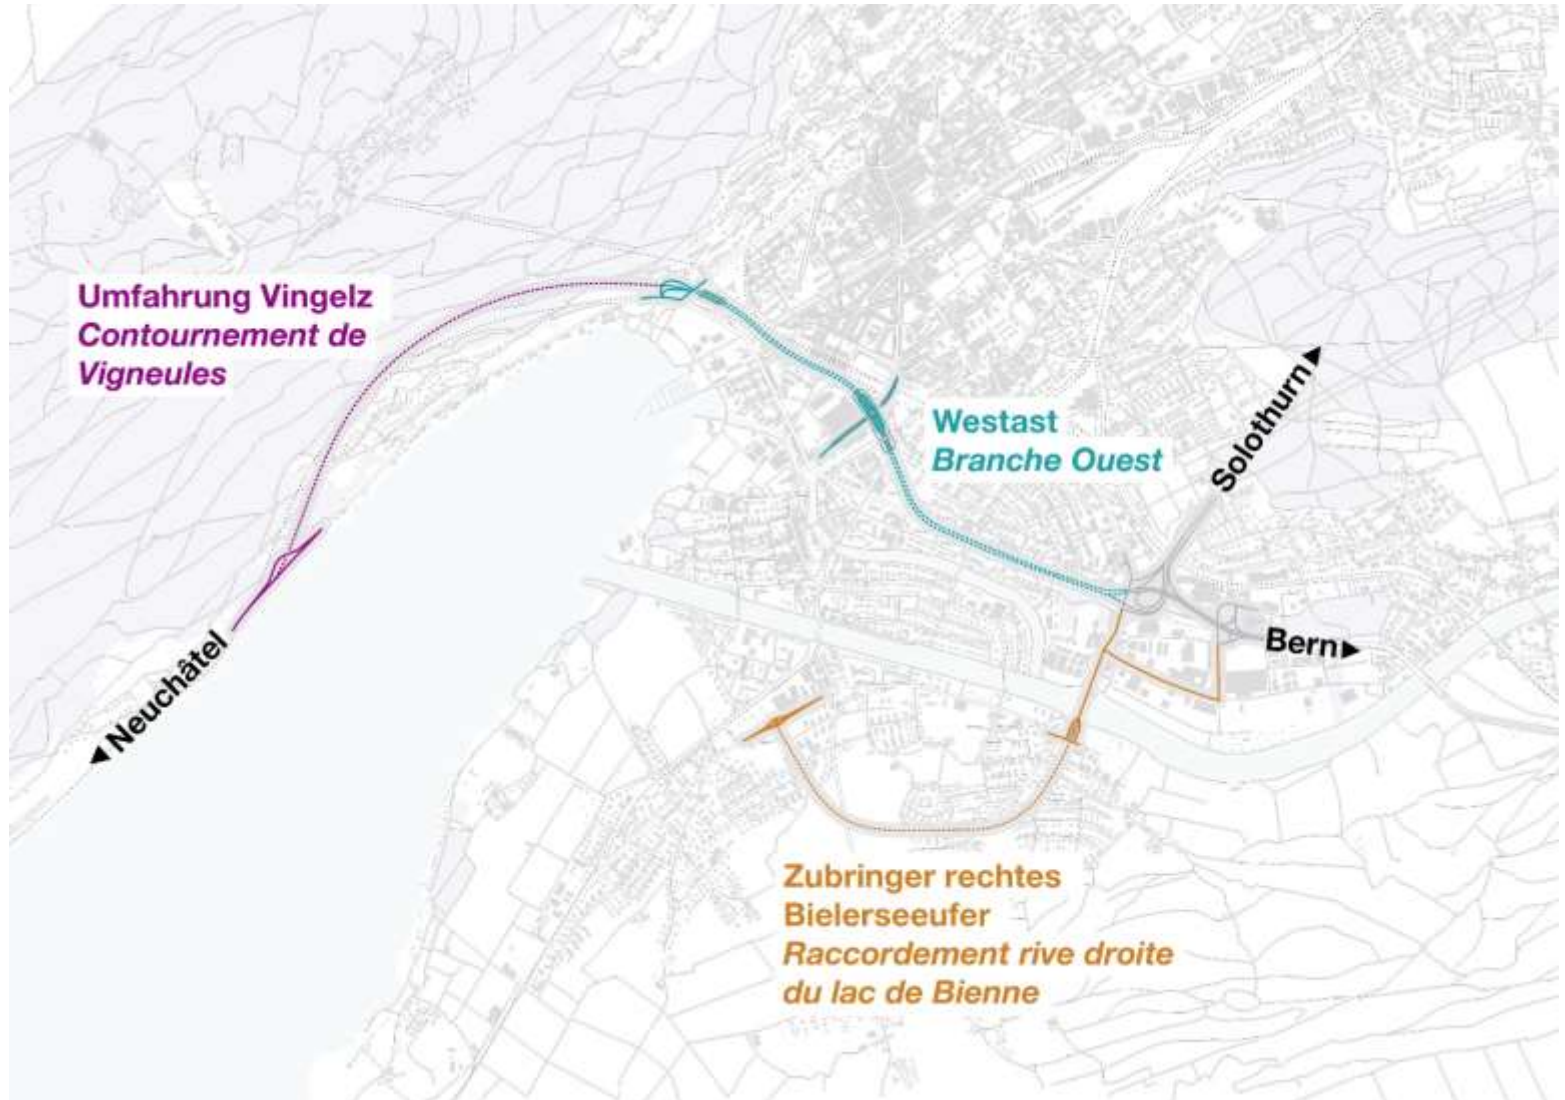 Umfahrung Vingelz
Contournement de
Vigneules
Westast
Branche Ouest
Solothurn
Bern
Neuchâtel
Zubringer rechtes
Bielerseeufer
Raccordement rive droite
du lac de Bienne